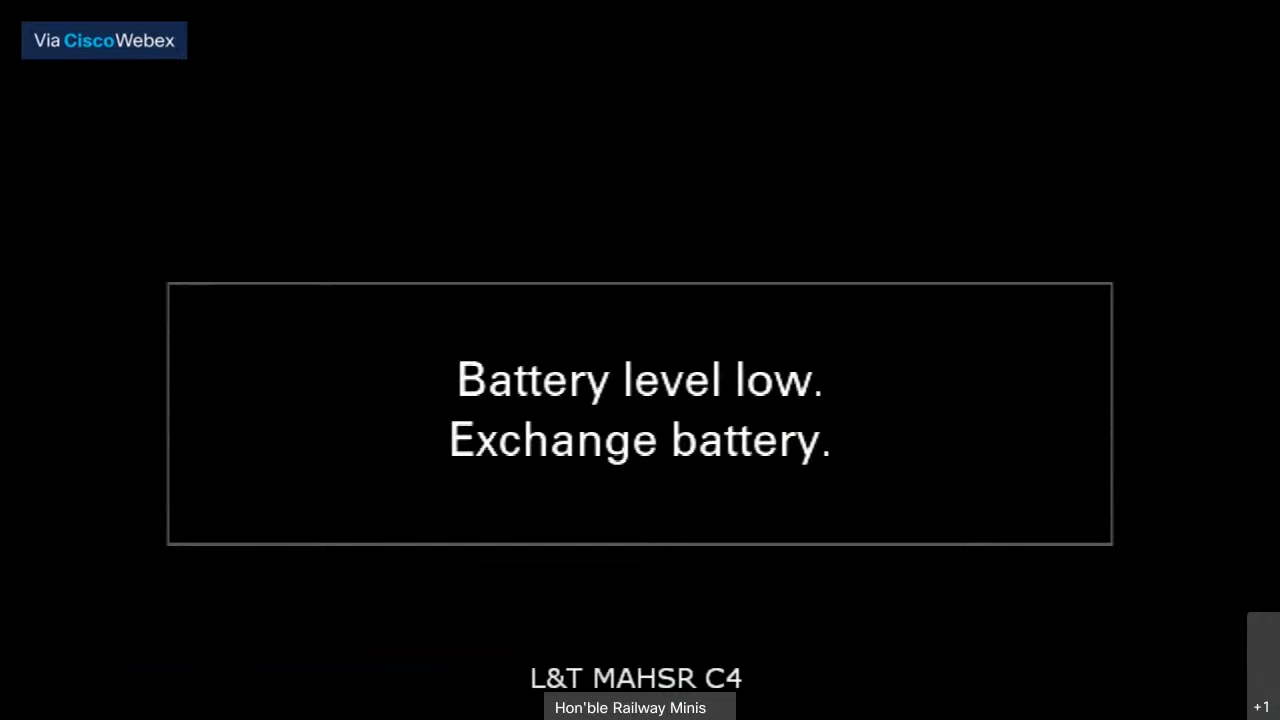 Via CiscoWebex
Battery level low.
Exchange battery.
L&T MAHSR C4
Hon'ble Railway Minis
+1